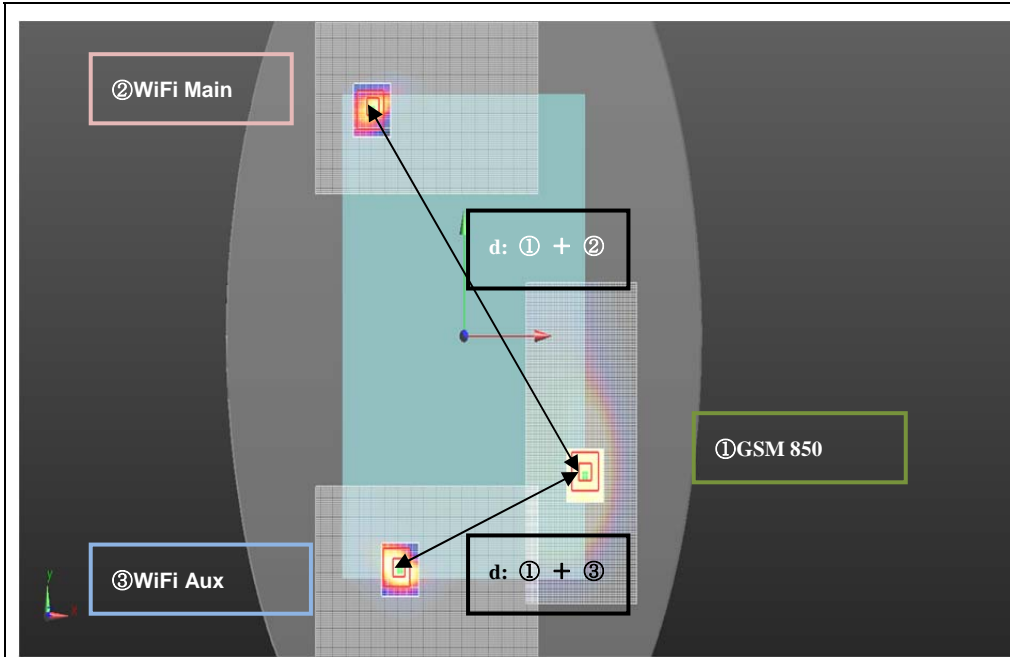 ②WiFi Main
d: ① + ②
①GSM 850
③WiFi Aux
d: ① + ③
y
x